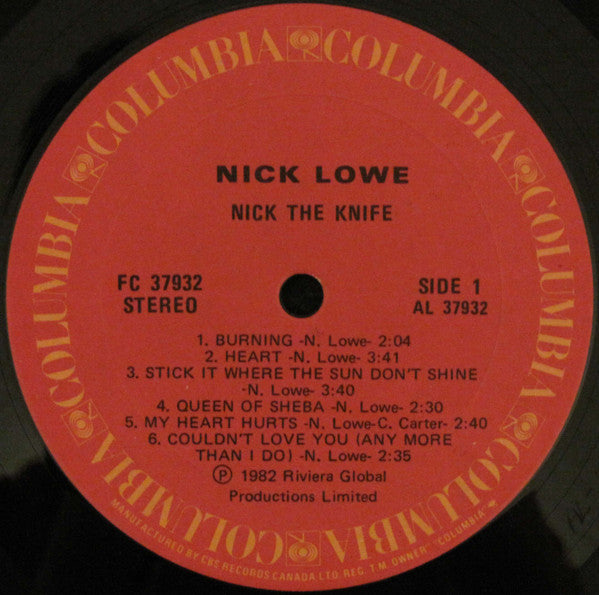 COLUMBIA COLUMBIA COLUMBIA COLUMBIA COLUMBIA COLUMBIA COLUMBIA COLUMBIA
NICK LOWE
NICK THE KNIFE
FC 37932
STEREO
SIDE 1
AL 37932
1. BURNING -N. Lowe- 2:04
2. HEART -N. Lowe- 3:41
3. STICK IT WHERE THE SUN DON'T SHINE
-N. Lowe- 3:40
4. QUEEN OF SHEBA -N. Lowe- 2:30
5. MY HEART HURTS -N. Lowe-C. Carter- 2:40
6. COULDN'T LOVE YOU (ANY MORE
THAN I DO) -N. Lowe- 2:35
Ⓟ 1982 Riviera Global
Productions Limited
MANUFACTURED BY CBS RECORDS CANADA LTD. REG. T.M. OWNER "COLUMBIA"